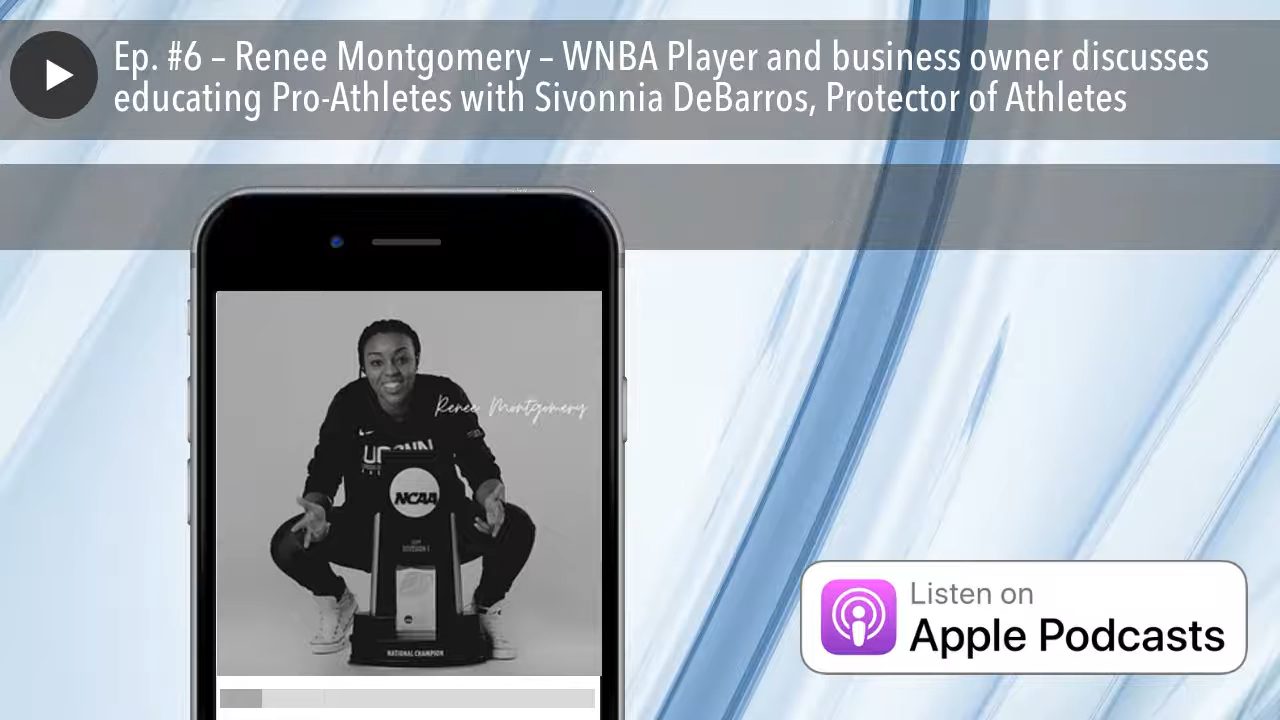 Ep. #6 – Renee Montgomery – WNBA Player and business owner discusses
educating Pro-Athletes with Sivonnia DeBarros, Protector of Athletes
Renee Montgomery
UCONN
NCAA
DIVISION I
NATIONAL CHAMPION
Listen on
Apple Podcasts